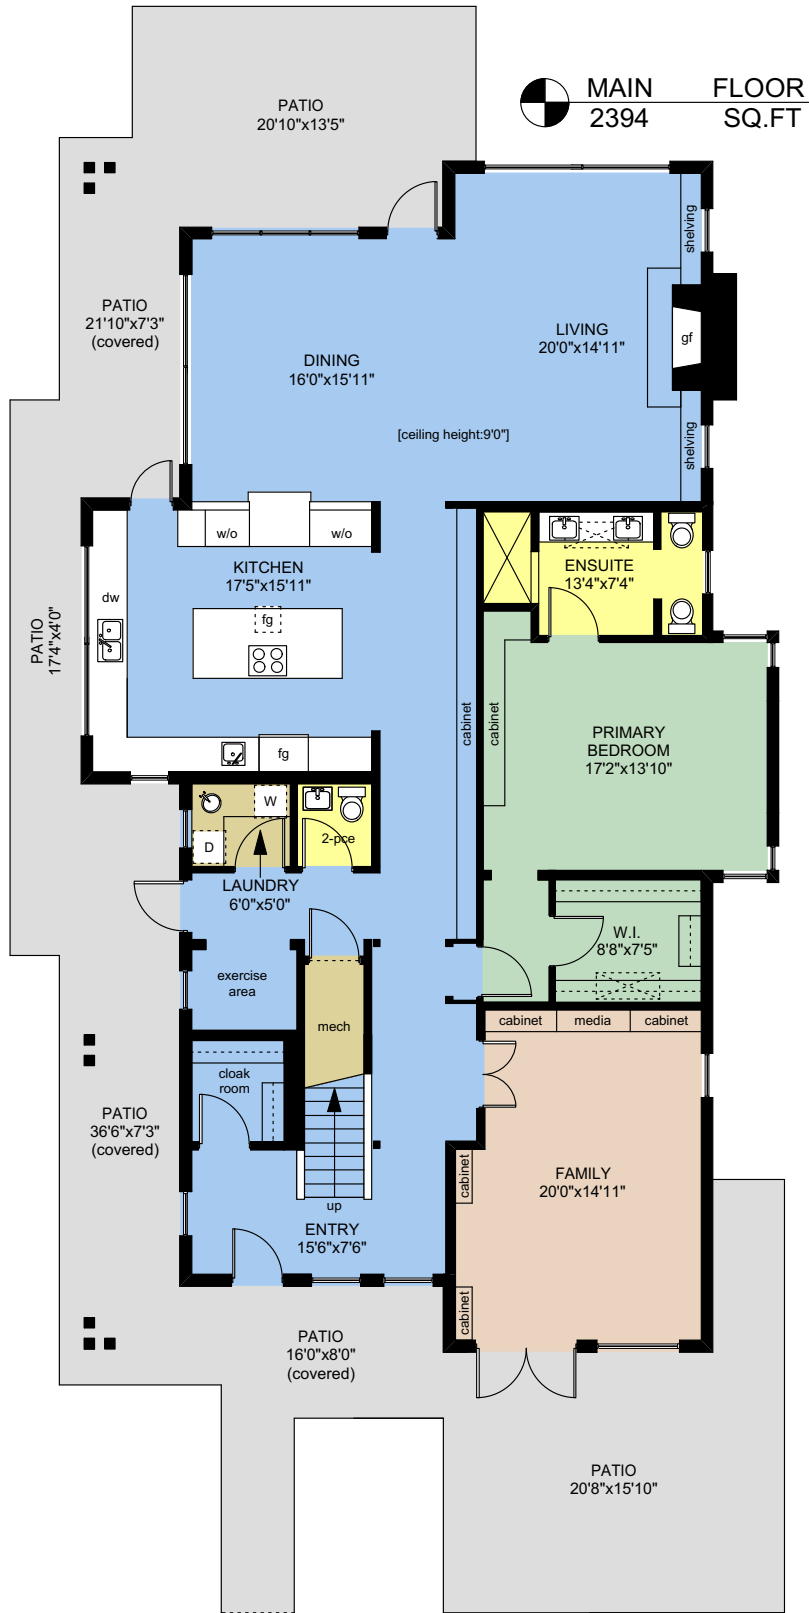 MAIN FLOOR
2394 SQ.FT
PATIO
20'10"x13'5"
shelving
PATIO
21'10"x7'3"
(covered)
LIVING
20'0"x14'11"
gf
DINING
16'0"x15'11"
[ceiling height:9'0"]
shelving
w/o
w/o
KITCHEN
17'5"x15'11"
ENSUITE
13'4"x7'4"
dw
fg
PATIO
17'4"x4'0"
cabinet
cabinet
PRIMARY
BEDROOM
17'2"x13'10"
fg
W
D
2-pce
LAUNDRY
6'0"x5'0"
W.I.
8'8"x7'5"
exercise
area
mech
cabinet
media
cabinet
cloak
room
PATIO
36'6"x7'3"
(covered)
cabinet
FAMILY
20'0"x14'11"
up
ENTRY
15'6"x7'6"
cabinet
PATIO
16'0"x8'0"
(covered)
PATIO
20'8"x15'10"